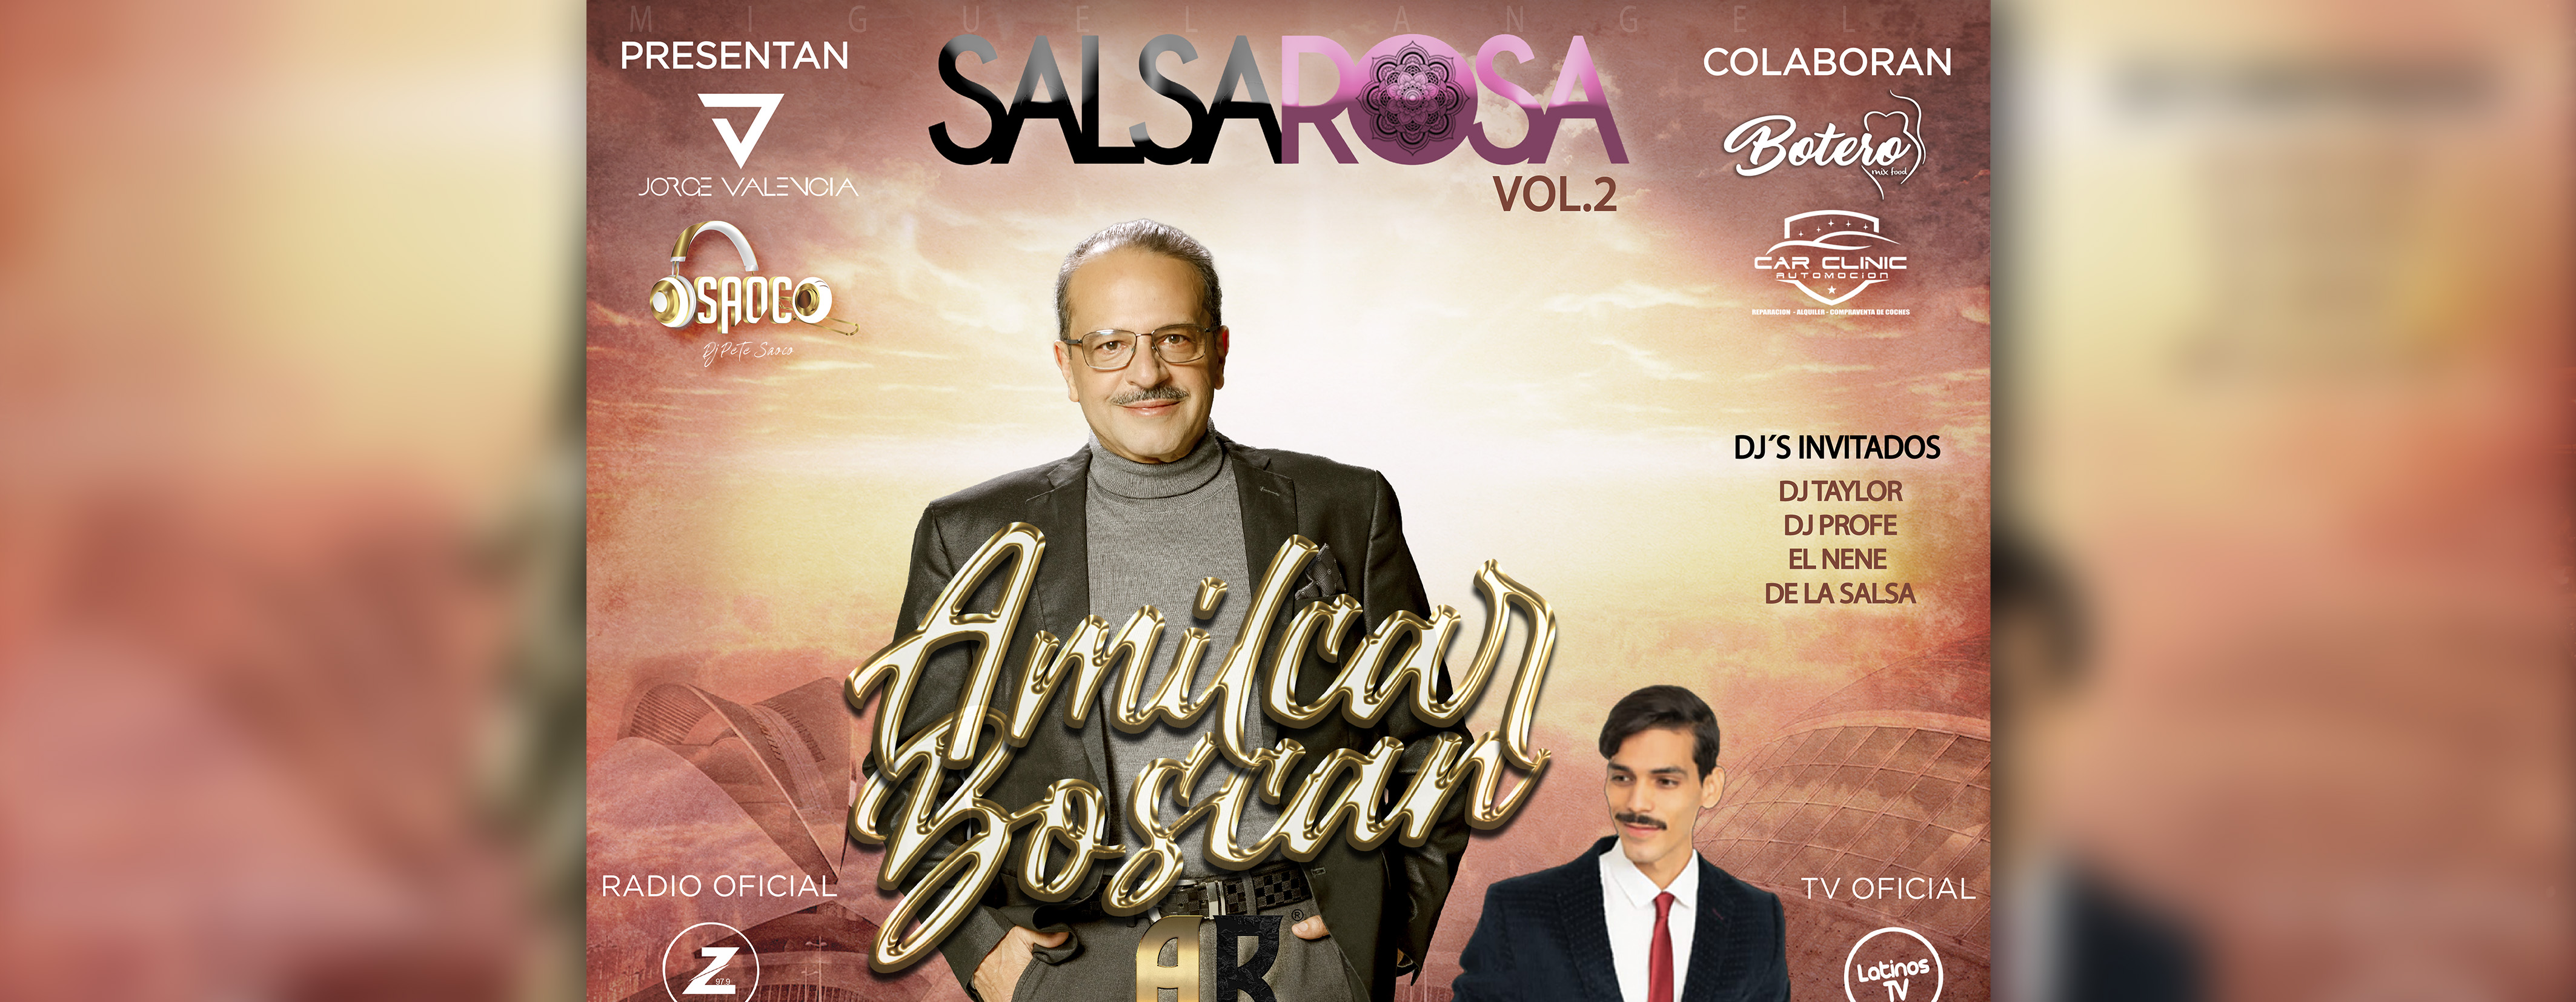 MIGUEL ANGEL
PRESENTAN
JORGE VALENCIA
SAOCO
Dj PeTe Saoco
SALSAROSA
VOL.2
COLABORAN
Botero
mix food
CAR CLINIC
AUTOMOCION
REPARACION - ALQUILER - COMPRAVENTA DE COCHES
DJ´S INVITADOS
DJ TAYLOR
DJ PROFE
EL NENE
DE LA SALSA
Amilcar
Boscan
AB®
RADIO OFICIAL
Z
97.9
TV OFICIAL
Latinos
TV